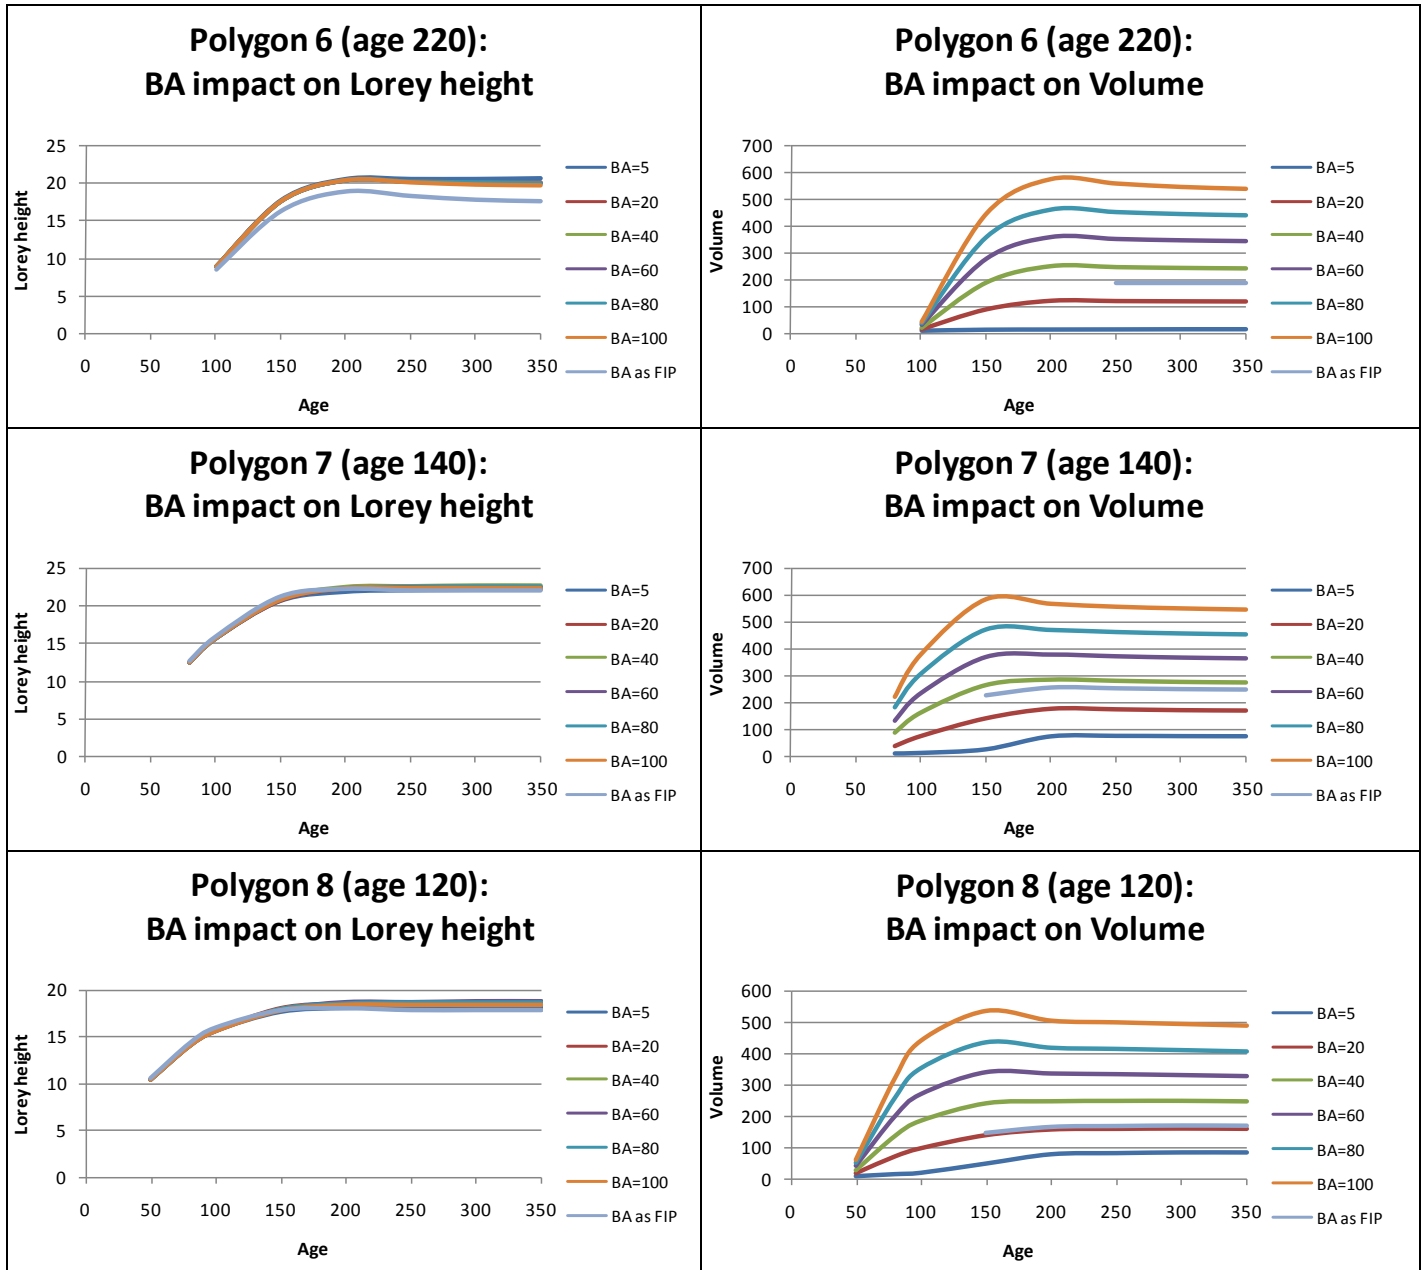 Polygon 6 (age 220):
BA impact on Lorey height
25
20
15
10
5
0
0 50 100 150 200 250 300 350
Lorey height
Age
BA=5
BA=20
BA=40
BA=60
BA=80
BA=100
BA as FIP
Polygon 6 (age 220):
BA impact on Volume
700
600
500
400
300
200
100
0
0 50 100 150 200 250 300 350
Volume
Age
BA=5
BA=20
BA=40
BA=60
BA=80
BA=100
BA as FIP
Polygon 7 (age 140):
BA impact on Lorey height
25
20
15
10
5
0
0 50 100 150 200 250 300 350
Lorey height
Age
BA=5
BA=20
BA=40
BA=60
BA=80
BA=100
BA as FIP
Polygon 7 (age 140):
BA impact on Volume
700
600
500
400
300
200
100
0
0 50 100 150 200 250 300 350
Volume
Age
BA=5
BA=20
BA=40
BA=60
BA=80
BA=100
BA as FIP
Polygon 8 (age 120):
BA impact on Lorey height
20
15
10
5
0
0 50 100 150 200 250 300 350
Lorey height
Age
BA=5
BA=20
BA=40
BA=60
BA=80
BA=100
BA as FIP
Polygon 8 (age 120):
BA impact on Volume
600
500
400
300
200
100
0
0 50 100 150 200 250 300 350
Volume
Age
BA=5
BA=20
BA=40
BA=60
BA=80
BA=100
BA as FIP